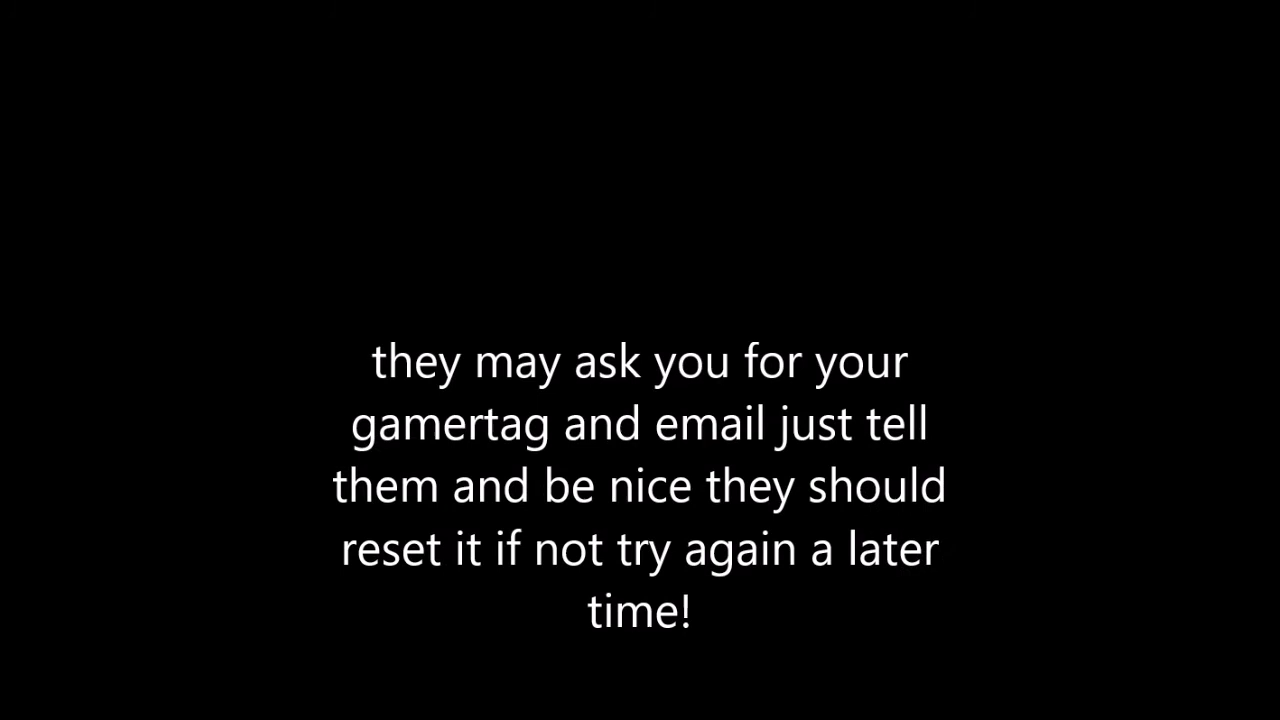 they may ask you for your
gamertag and email just tell
them and be nice they should
reset it if not try again a later
time!